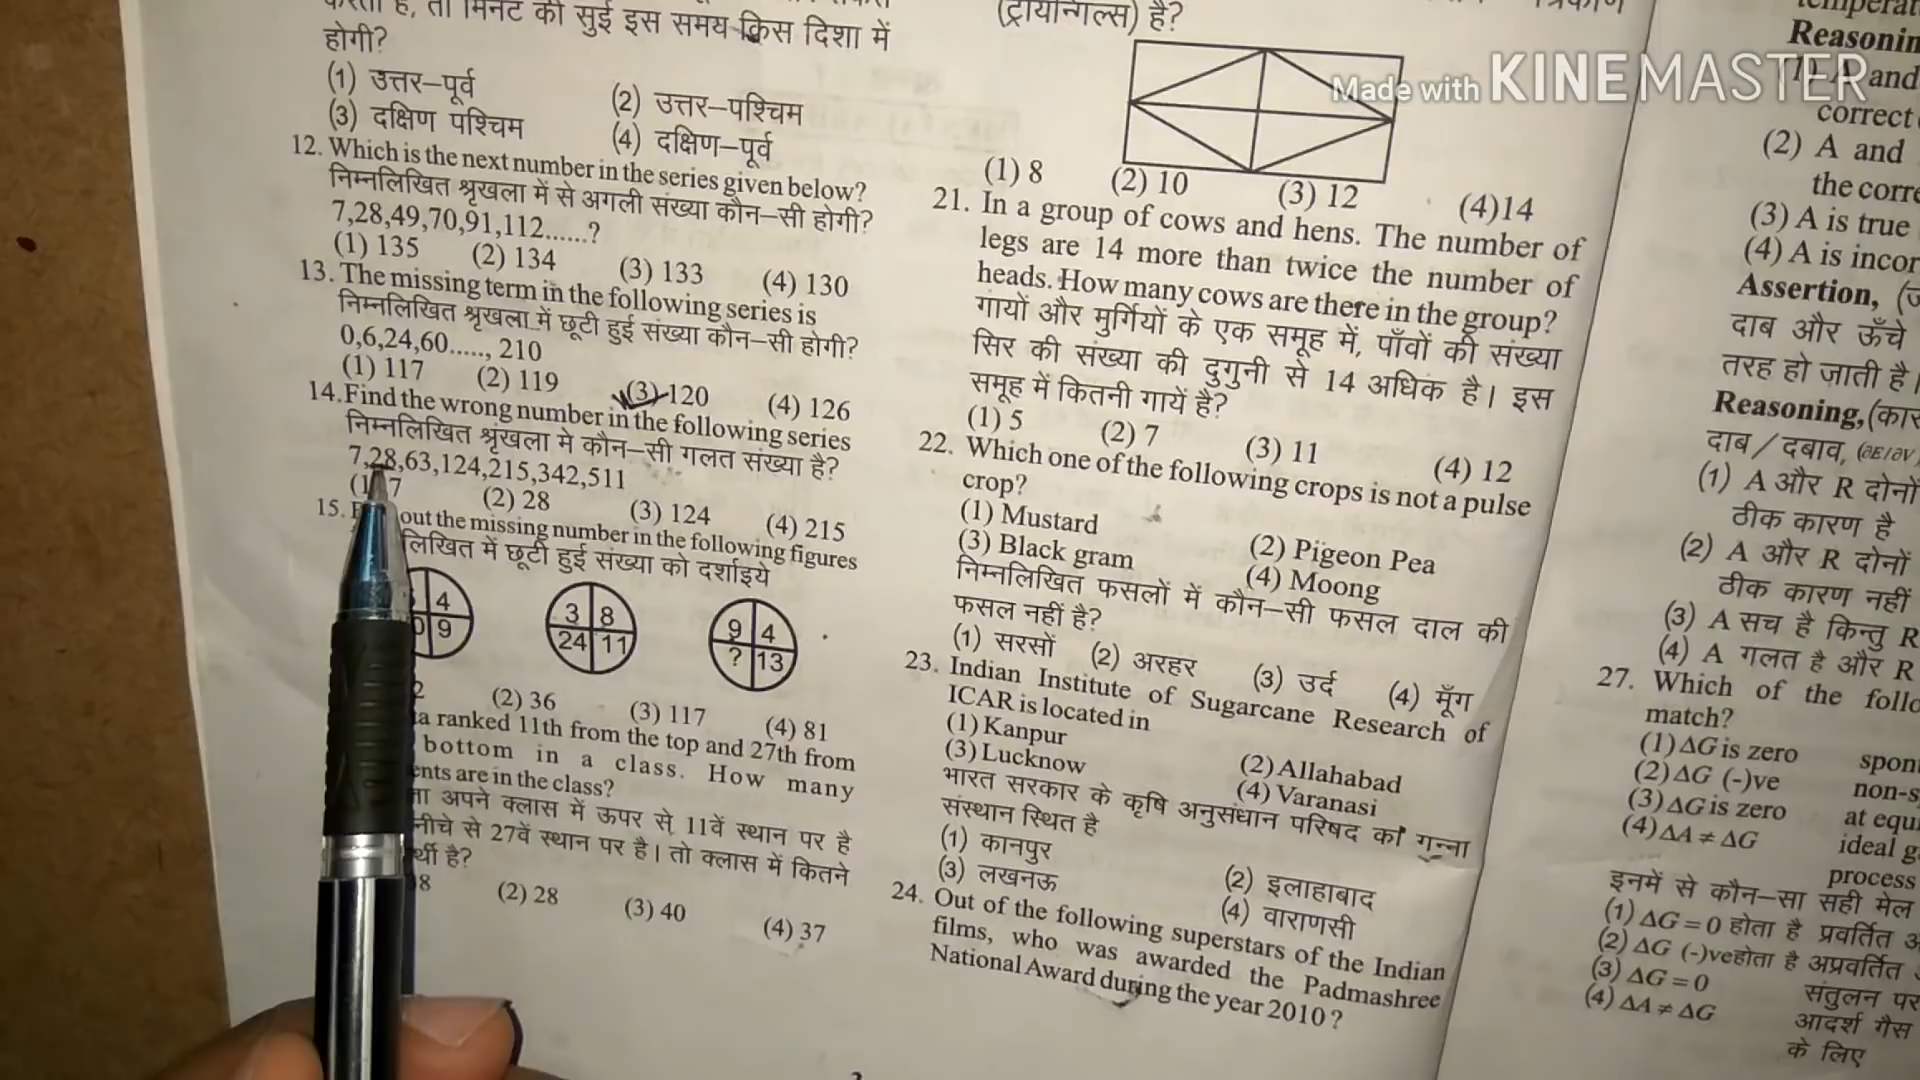 करता है, तो मिनट की सुई इस समय किस दिशा में
होगी?
(1) उत्तर–पूर्व
(2) उत्तर–पश्चिम
(3) दक्षिण पश्चिम
(4) दक्षिण–पूर्व
12. Which is the next number in the series given below?
निम्नलिखित श्रृखला में से अगली संख्या कौन–सी होगी?
7,28,49,70,91,112......?
(1) 135 (2) 134 (3) 133 (4) 130
13. The missing term in the following series is
निम्नलिखित श्रृखला में छूटी हुई संख्या कौन–सी होगी?
0,6,24,60....., 210
(1) 117 (2) 119 (3) 120 (4) 126
14. Find the wrong number in the following series
निम्नलिखित श्रृंखला मे कौन–सी गलत संख्या है?
7,28,63,124,215,342,511
7 (2) 28 (3) 124 (4) 215
15. out the missing number in the following figures
लिखित में छूटी हुई संख्या को दर्शाइये
4 3 8 9 4
9 24 11 ? 13
(2) 36 (3) 117 (4) 81
ranked 11th from the top and 27th from
bottom in a class. How many
are in the class?
अपने क्लास में ऊपर से 11वें स्थान पर है
नीचे से 27वें स्थान पर है। तो क्लास में कितने
है?
(2) 28 (3) 40 (4) 37
(ट्रायॉन्गिल्स) है?
(1) 8 (2) 10 (3) 12 (4)14
21. In a group of cows and hens. The number of
legs are 14 more than twice the number of
heads. How many cows are there in the group?
गायों और मुर्गियों के एक समूह में, पाँवों की संख्या
सिर की संख्या की दुगुनी से 14 अधिक है। इस
समूह में कितनी गायें है?
(1) 5 (2) 7 (3) 11 (4) 12
22. Which one of the following crops is not a pulse
crop?
(1) Mustard
(2) Pigeon Pea
(3) Black gram
(4) Moong
निम्नलिखित फसलों में कौन–सी फसल दाल की
फसल नहीं है?
(1) सरसों (2) अरहर (3) उर्द (4) मूँग
23. Indian Institute of Sugarcane Research of
ICAR is located in
(1) Kanpur
(2) Allahabad
(3) Lucknow
(4) Varanasi
भारत सरकार के कृषि अनुसंधान परिषद का गन्ना
संस्थान स्थित है
(1) कानपुर
(2) इलाहाबाद
(3) लखनऊ
(4) वाराणसी
24. Out of the following superstars of the Indian
films, who was awarded the Padmashree
National Award during the year 2010?
Made with KINEMASTER
(1) A and
correct
(2) A and
the
(3) A is true
(4) A is
Assertion,
दाब और ऊँचे
तरह हो जाती है।
Reasoning,
दाब / दबाव, (∂E/∂V)
(1) A और R दोनों
ठीक कारण है
(2) A और R दोनों
ठीक कारण नहीं
(3) A सच है किन्तु R
(4) A गलत है और R
27. Which of the
match?
(1) ΔG is zero
(2) ΔG (-)ve
(3) ΔG is zero at
(4) ΔA ≠ ΔG ideal
process
इनमें से कौन–सा सही मेल
(1) ΔG = 0 होता है प्रवर्तित
(2) ΔG (-)ve होता है अप्रवर्तित
(3) ΔG = 0 संतुलन पर
(4) ΔA ≠ ΔG आदर्श गैस
के लिए